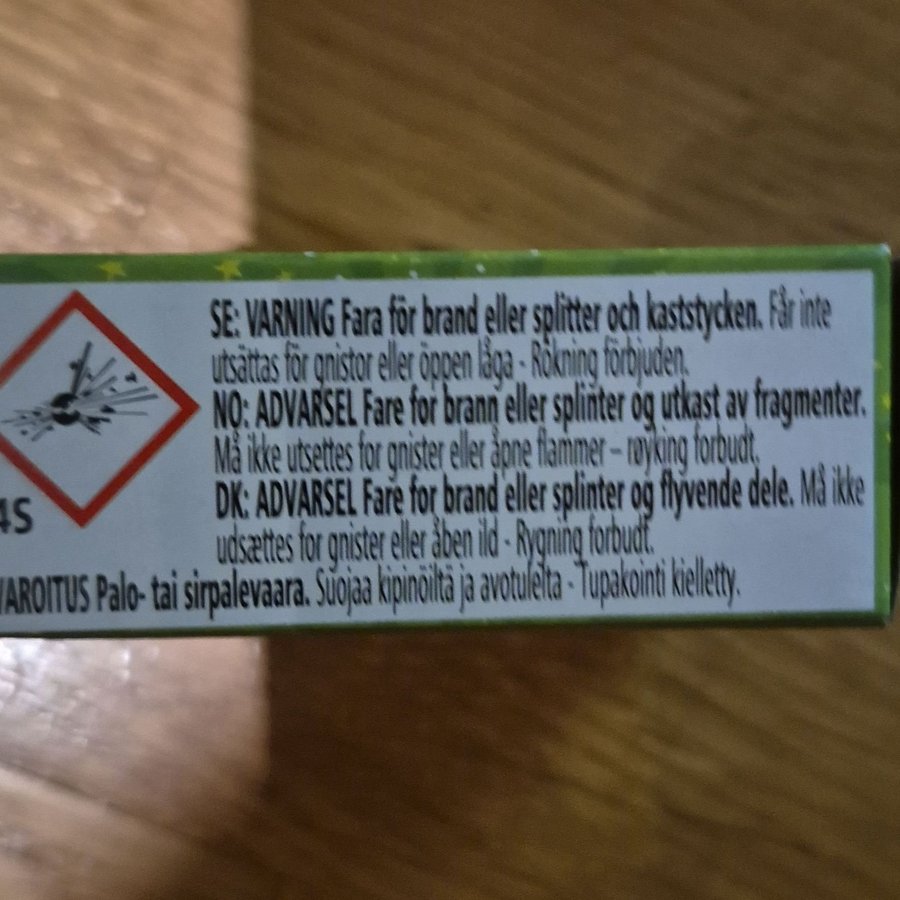 SE: VARNING Fara för brand eller splitter och kaststycken. Får inte
utsättas för gnistor eller öppen låga - Rökning förbjuden.
NO: ADVARSEL Fare for brann eller splinter og utkast av fragmenter.
Må ikke utsettes for gnister eller åpne flammer – røyking forbudt.
DK: ADVARSEL Fare for brand eller splinter og flyvende dele. Må ikke
4S
udsættes for gnister eller åben ild - Rygning forbudt.
VAROITUS Palo- tai sirpalevaara. Suojaa kipinöiltä ja avotulelta - Tupakointi kielletty.